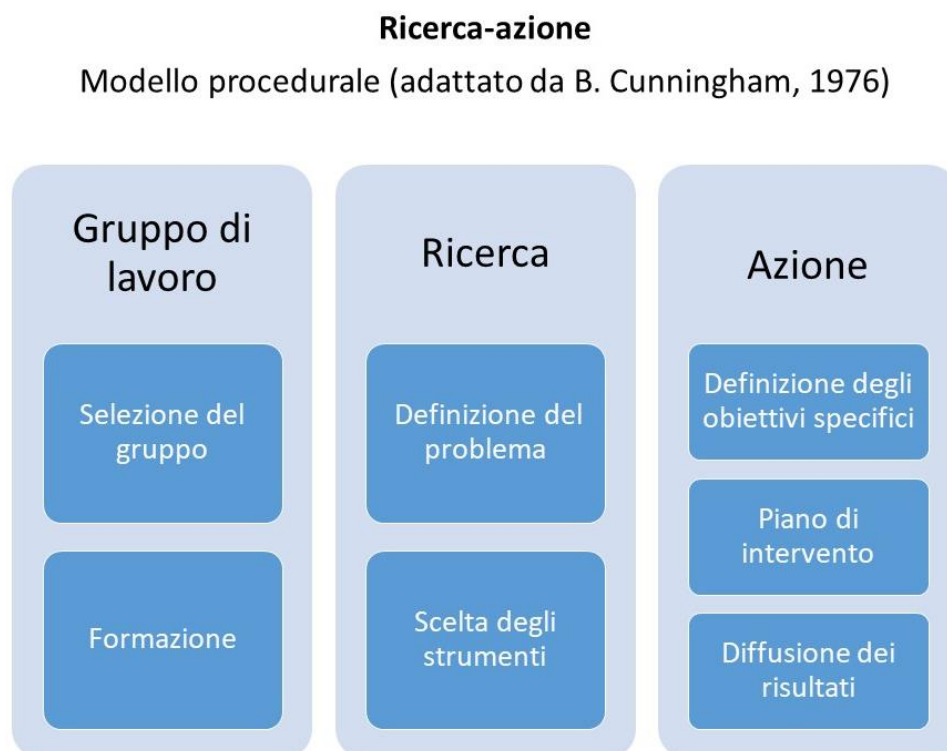 Ricerca-azione
Modello procedurale (adattato da B. Cunningham, 1976)
Gruppo di
lavoro
Selezione del
gruppo
Formazione
Ricerca
Definizione del
problema
Scelta degli
strumenti
Azione
Definizione degli
obiettivi specifici
Piano di
intervento
Diffusione dei
risultati